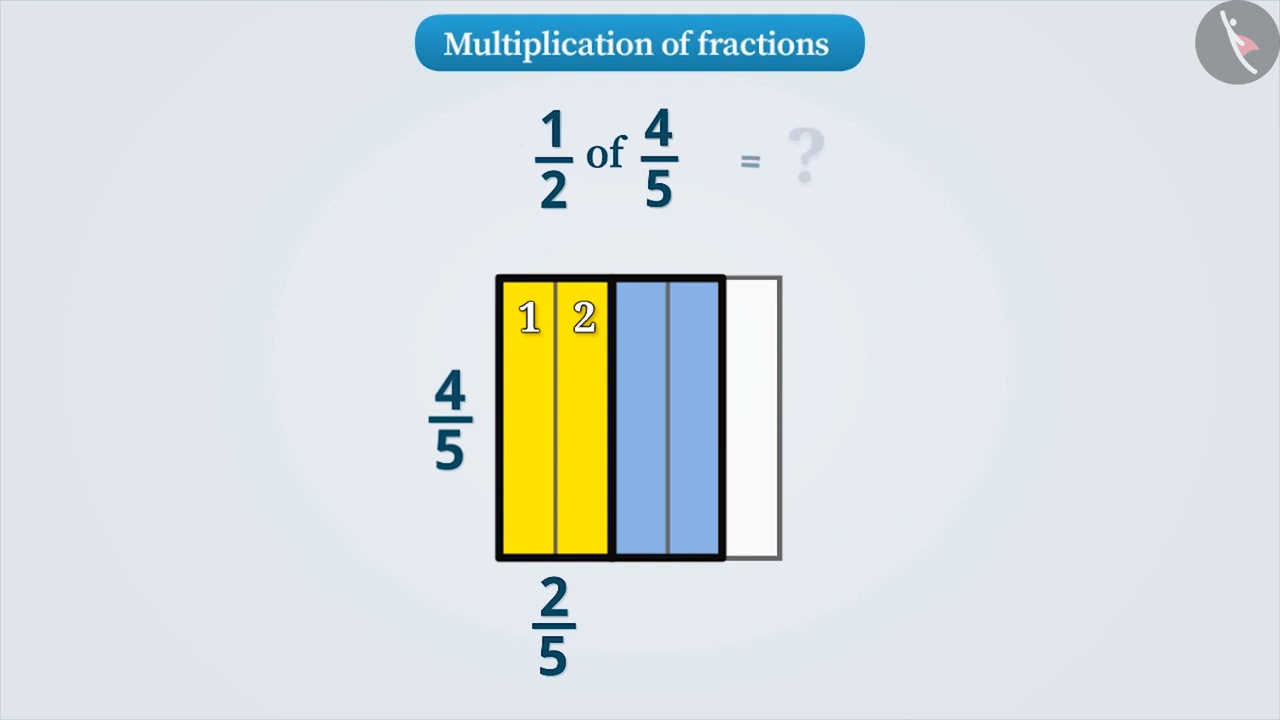 Multiplication of fractions
1/2 of 4/5 = ?
1 2
4/5
2/5